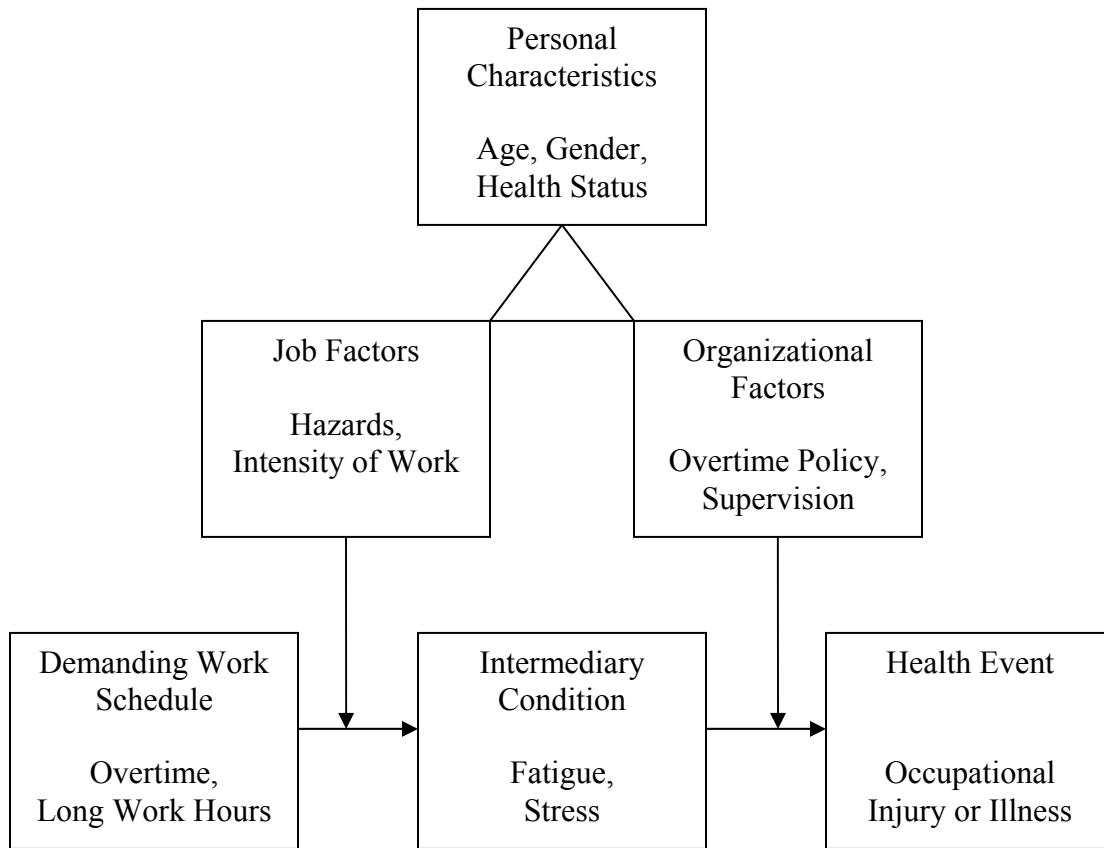 Personal
Characteristics
Age, Gender,
Health Status
Job Factors
Hazards,
Intensity of Work
Organizational
Factors
Overtime Policy,
Supervision
Demanding Work
Schedule
Overtime,
Long Work Hours
Intermediary
Condition
Fatigue,
Stress
Health Event
Occupational
Injury or Illness